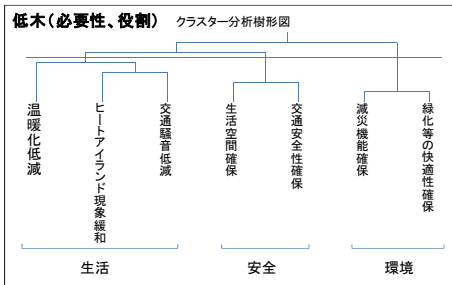 低木（必要性、役割） クラスター分析樹形図
温暖化低減
ヒートアイランド現象緩和
交通騒音低減
生活空間確保
交通安全性確保
減災機能確保
緑化等の快適性確保
生活
安全
環境